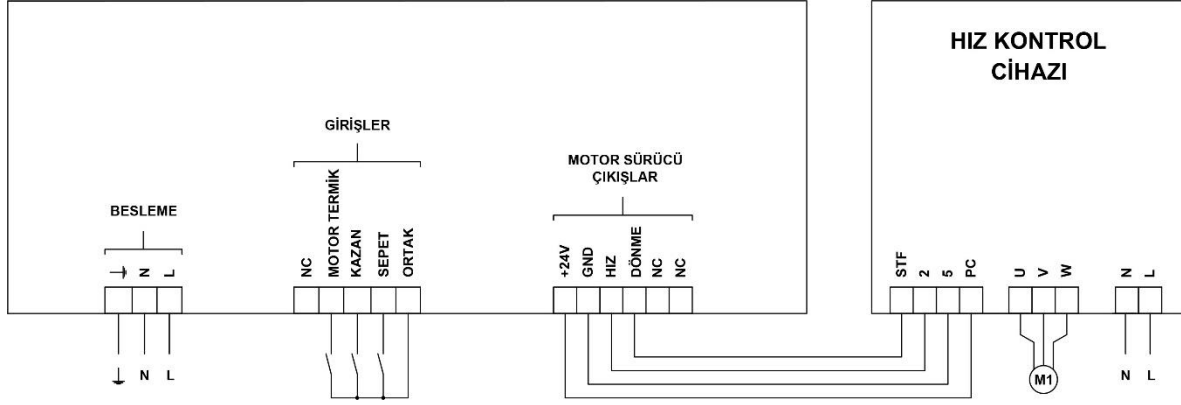 HIZ KONTROL
CİHAZI
GİRİŞLER
MOTOR SÜRÜCÜ
ÇIKIŞLAR
BESLEME
N
L
NC
MOTOR TERMİK
KAZAN
SEPET
ORTAK
+24V
GND
HIZ
DÖNME
NC
NC
STF
2
5
PC
U
V
W
N
L
N
L
M1
N
L